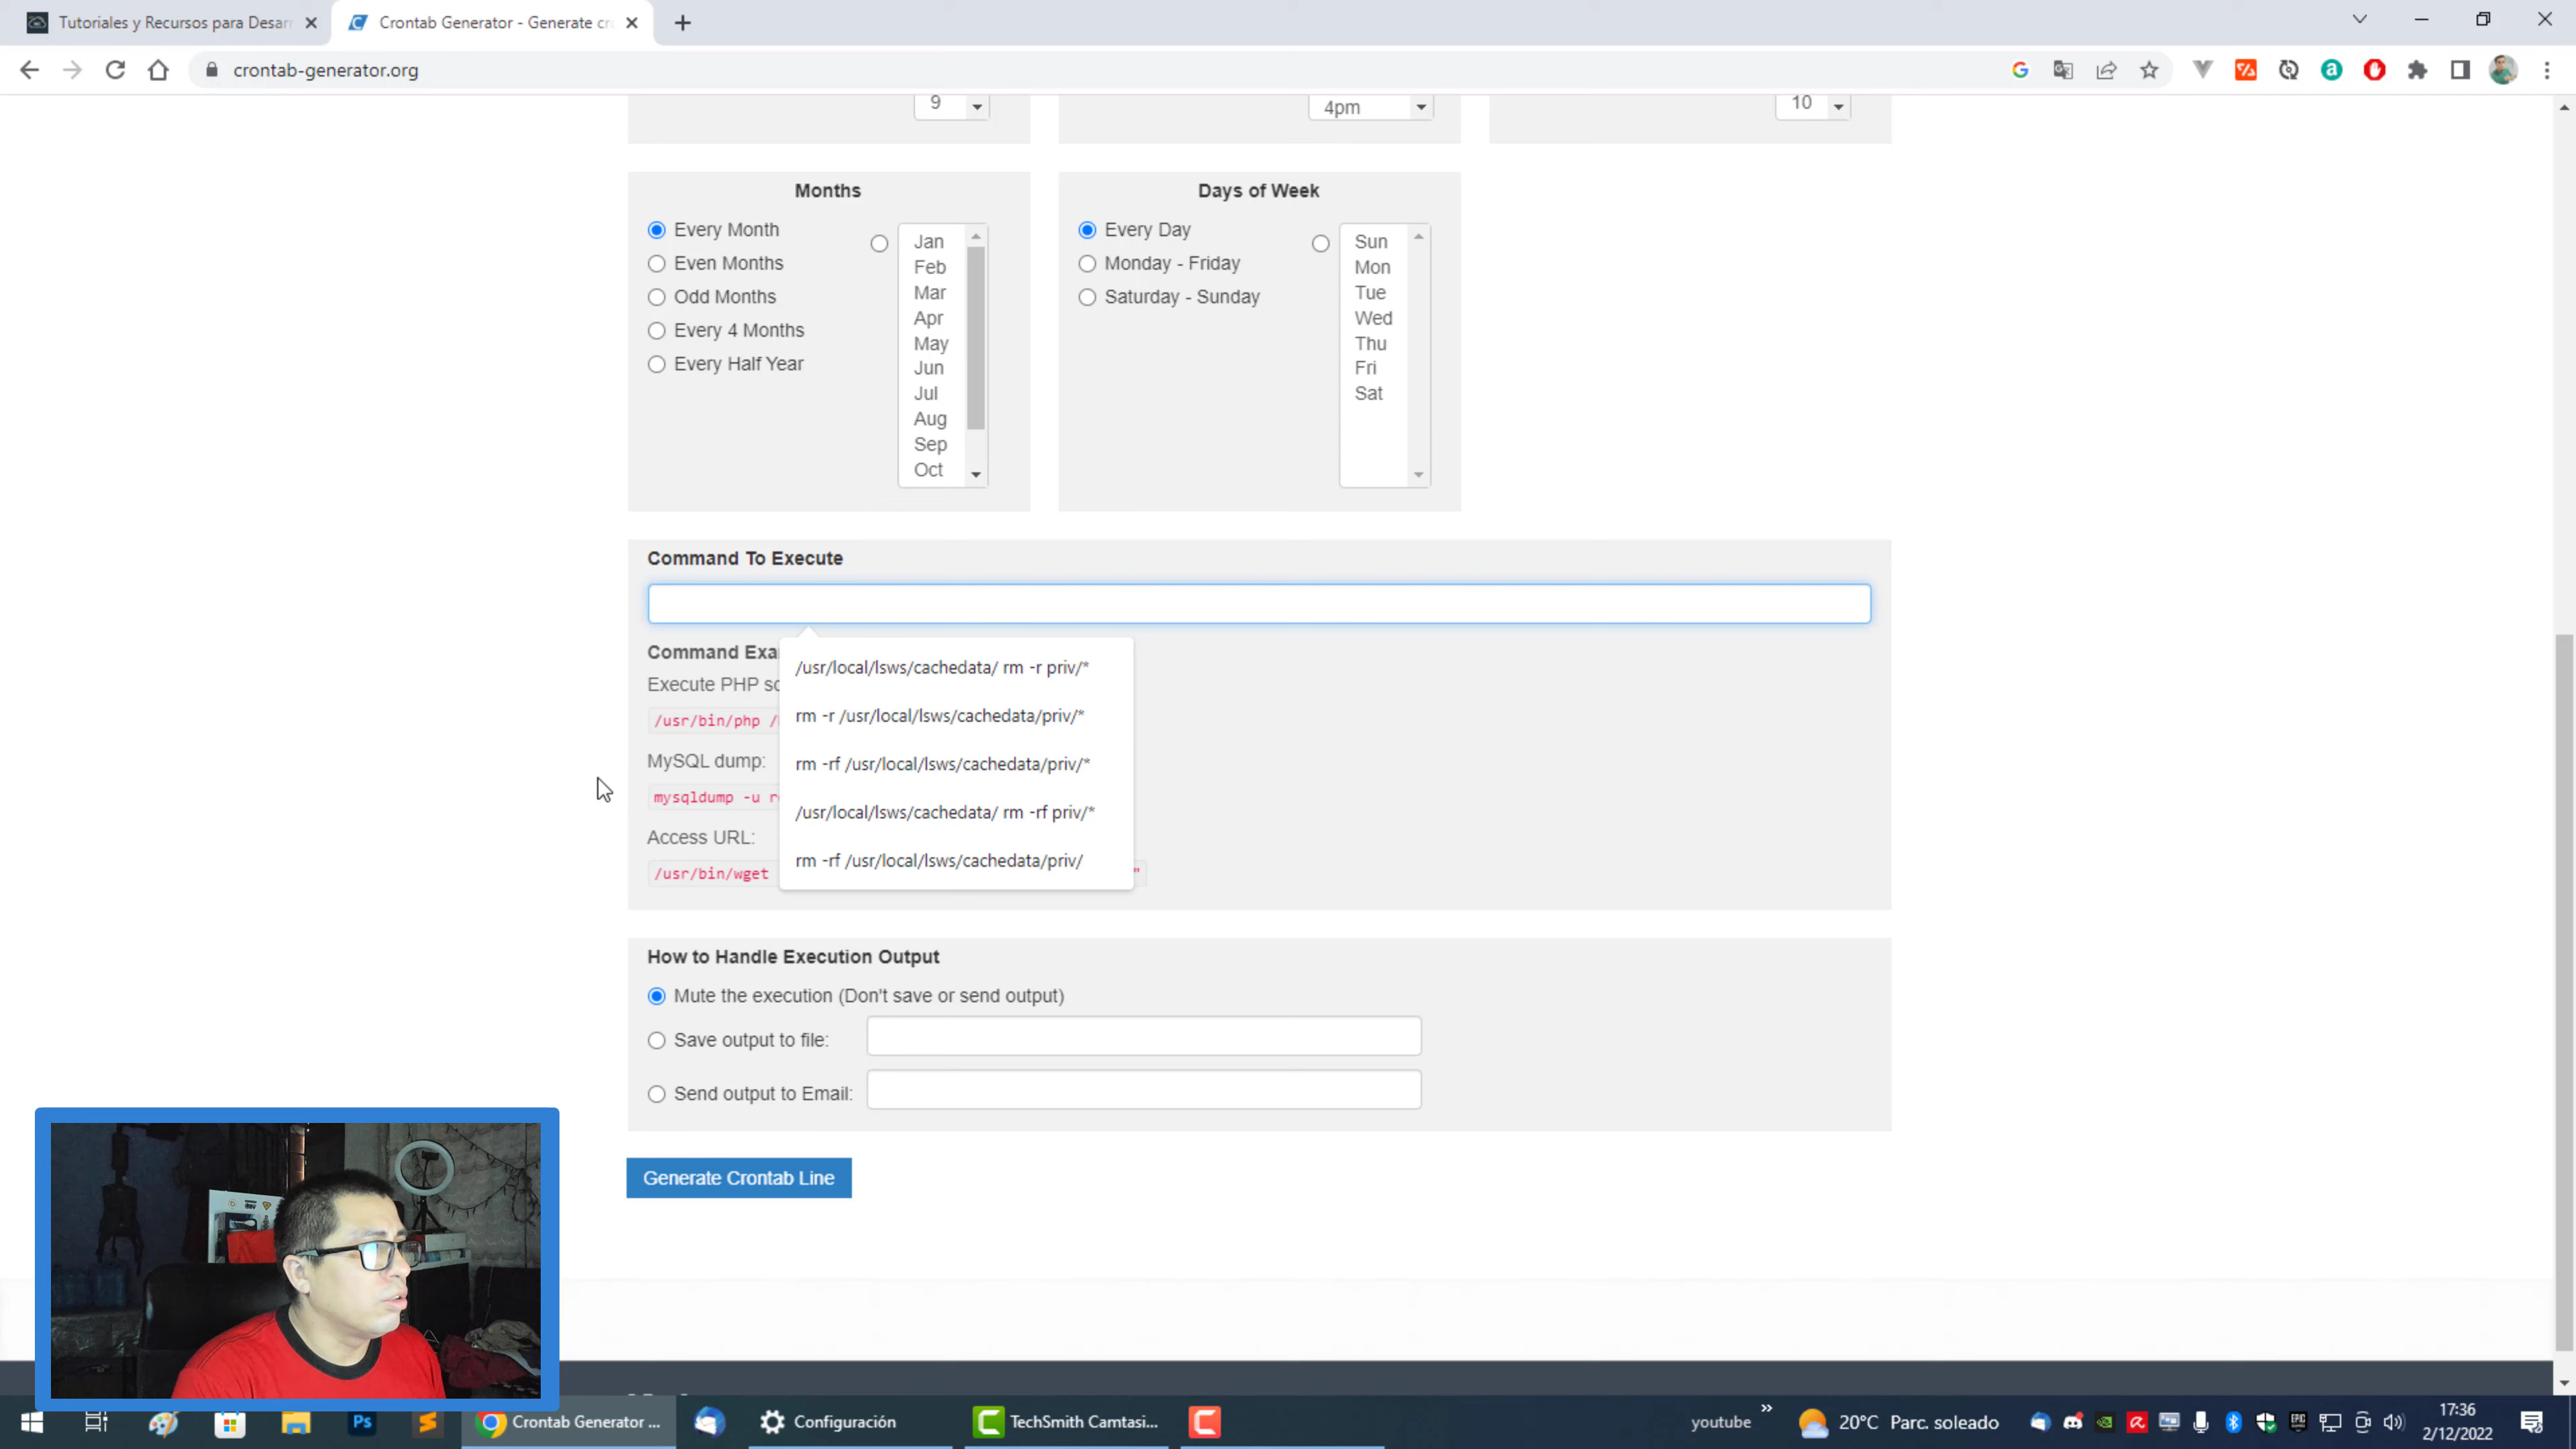 Tutoriales y Recursos para Desarr
Crontab Generator - Generate cr
crontab-generator.org
9
4pm
10
Months
Every Month
Even Months
Odd Months
Every 4 Months
Every Half Year
Jan
Feb
Mar
Apr
May
Jun
Jul
Aug
Sep
Oct
Days of Week
Every Day
Monday - Friday
Saturday - Sunday
Sun
Mon
Tue
Wed
Thu
Fri
Sat
Command To Execute
Command Exa
Execute PHP sc
/usr/bin/php /
MySQL dump:
mysqldump -u r
Access URL:
/usr/bin/wget "
/usr/local/lsws/cachedata/ rm -r priv/*
rm -r /usr/local/lsws/cachedata/priv/*
rm -rf /usr/local/lsws/cachedata/priv/*
/usr/local/lsws/cachedata/ rm -rf priv/*
rm -rf /usr/local/lsws/cachedata/priv/
How to Handle Execution Output
Mute the execution (Don't save or send output)
Save output to file:
Send output to Email:
Generate Crontab Line
Ps
Crontab Generator ...
Configuración
TechSmith Camtasi...
youtube
20°C Parc. soleado
17:36
2/12/2022